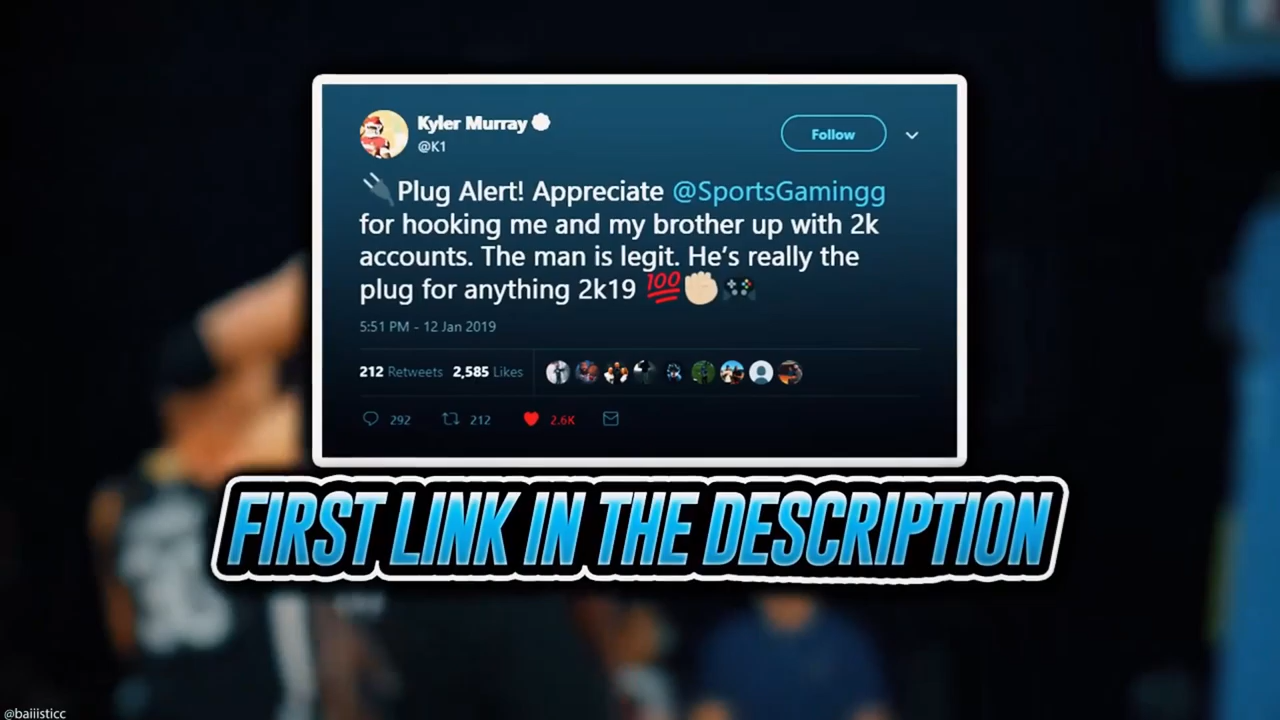 Kyler Murray
@K1
Follow
🔌Plug Alert! Appreciate @SportsGamingg
for hooking me and my brother up with 2k
accounts. The man is legit. He’s really the
plug for anything 2k19 💯✊🏼🎮
5:51 PM - 12 Jan 2019
212 Retweets 2,585 Likes
292 212 2.6K
FIRST LINK IN THE DESCRIPTION
@baiiisticc